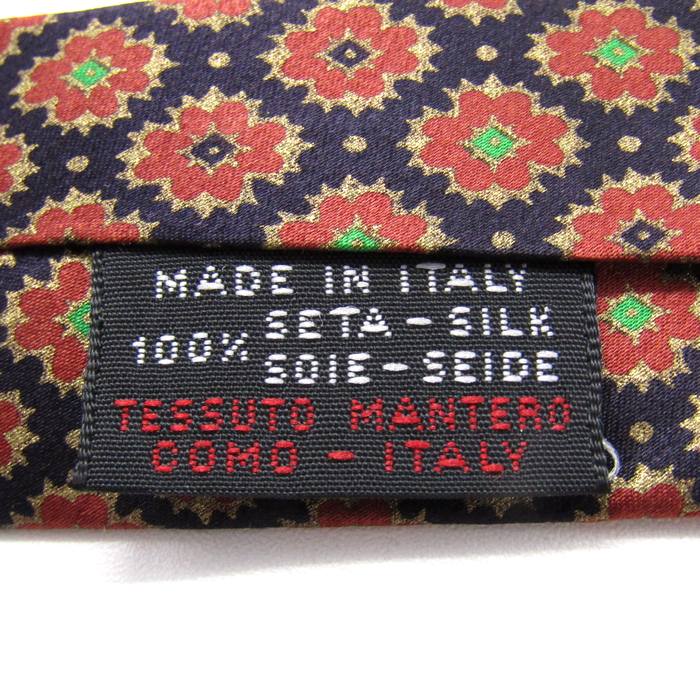 MADE IN ITALY
100% SETA - SILK
SOIE - SEIDE
TESSUTO MANTERO
COMO - ITALY